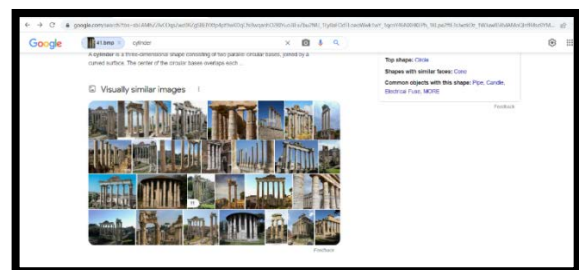 Google
41.bmp × cylinder
A cylinder is a three-dimensional shape consisting of two parallel circular bases, joined by a
curved surface. The center of the circular bases overlaps each ...
Top shape: Circle
Shapes with similar faces: Cone
Common objects with this shape: Pipe, Candle,
Electrical Fuse, MORE
Feedback
Visually similar images
Feedback